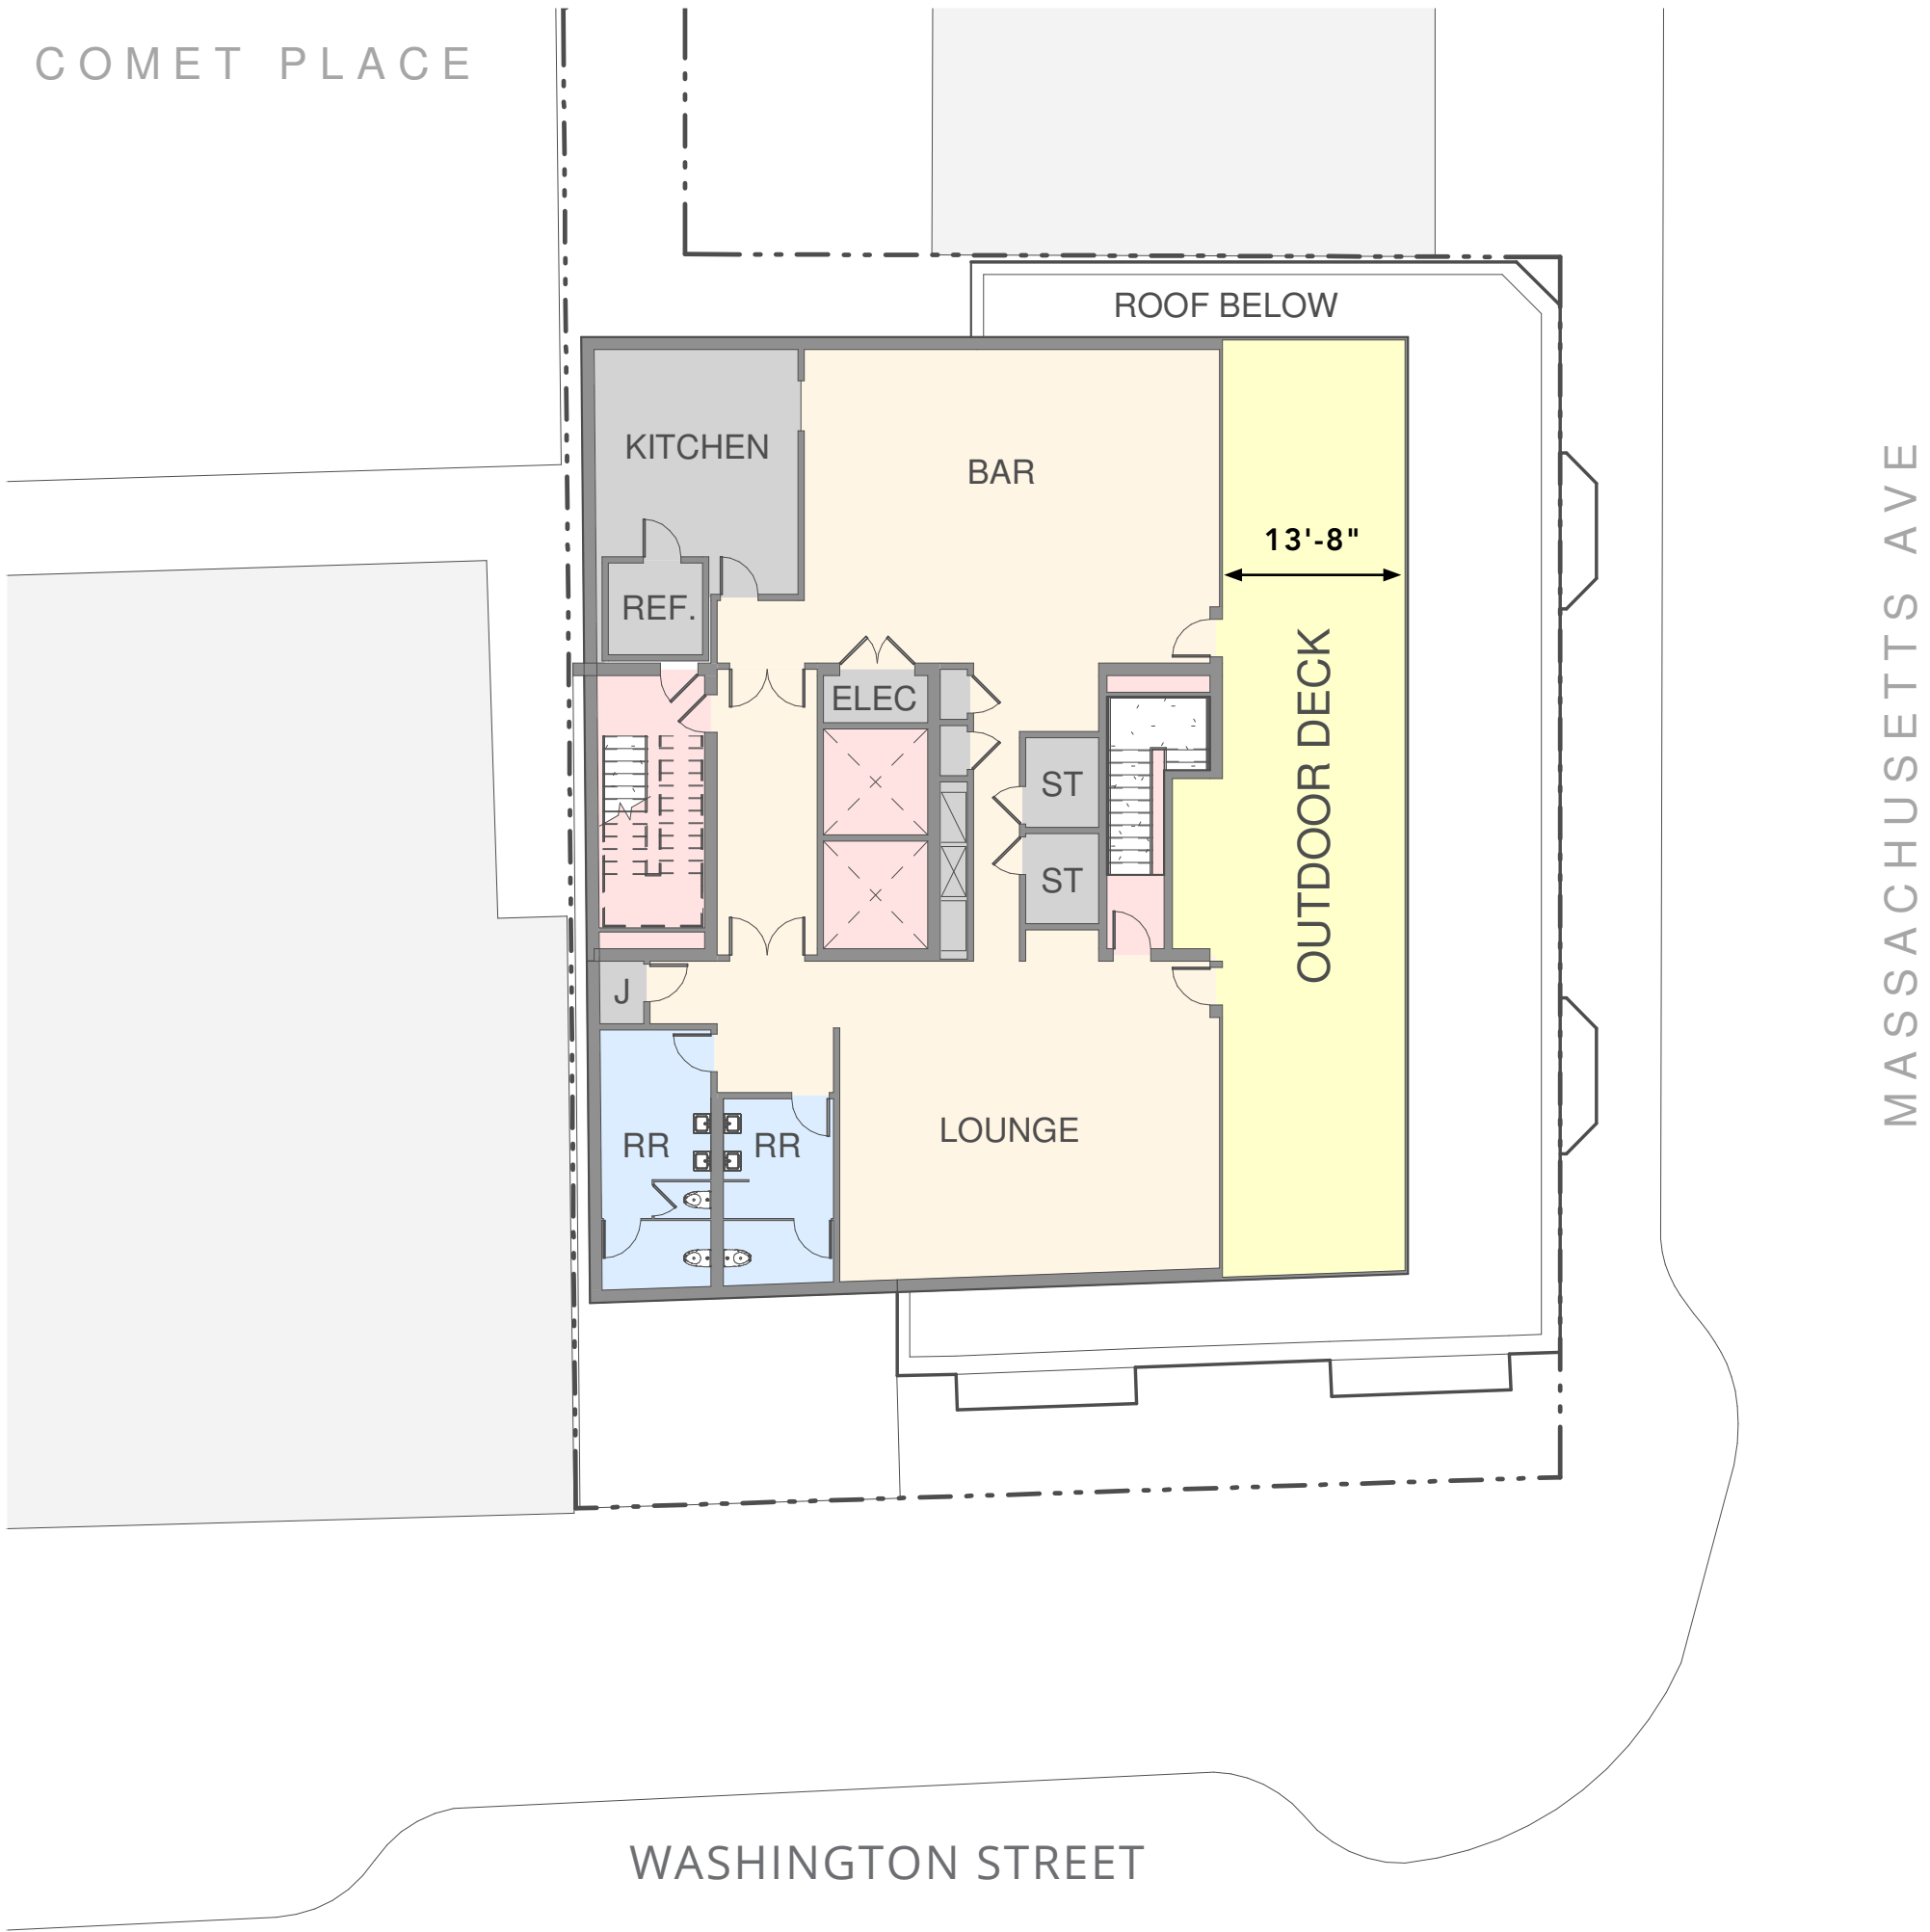 COMET PLACE
ROOF BELOW
KITCHEN
BAR
MASSACHUSETTS AVE
13'-8"
REF.
OUTDOOR DECK
ELEC
ST
ST
J
RR
RR
LOUNGE
WASHINGTON STREET